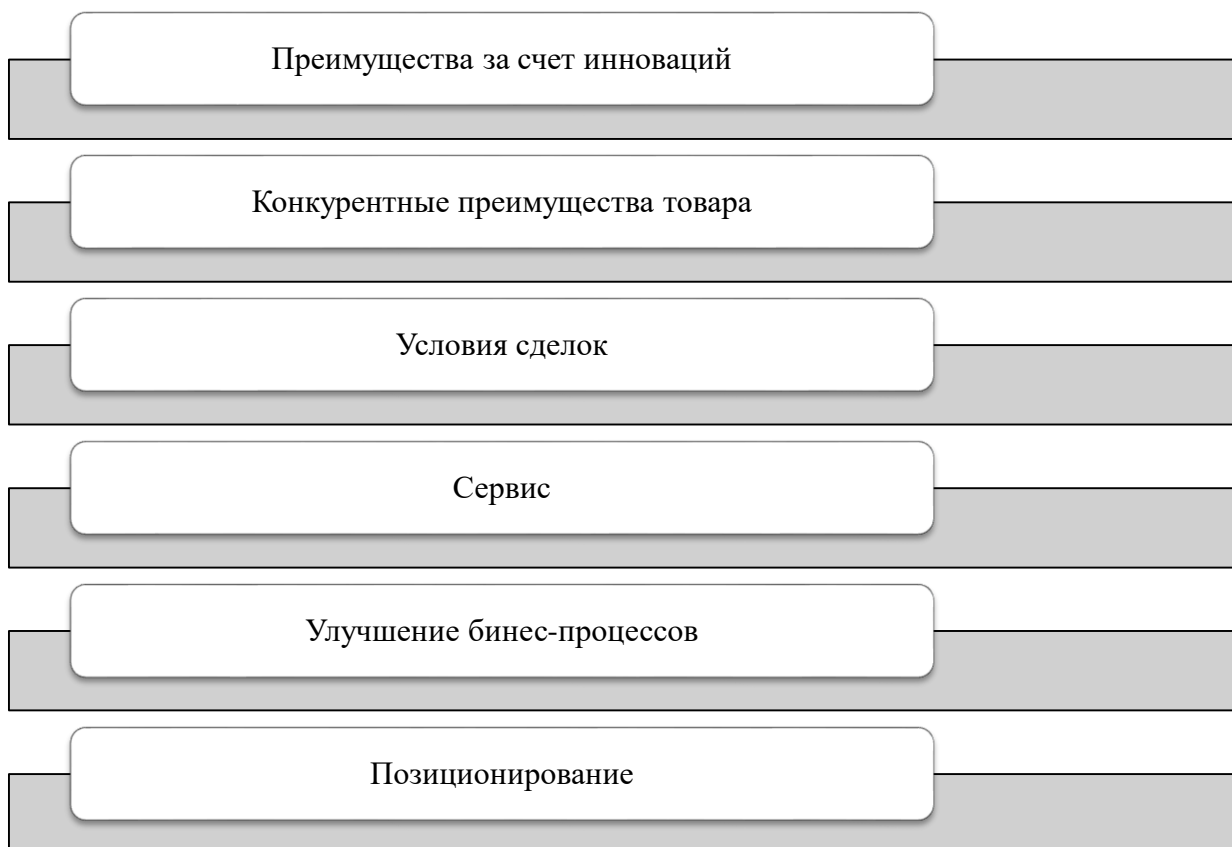 Преимущества за счет инноваций
Конкурентные преимущества товара
Условия сделок
Сервис
Улучшение бинес-процессов
Позиционирование